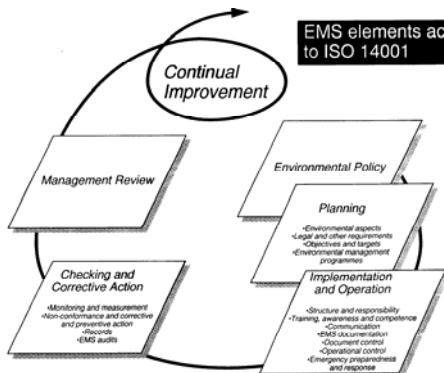 EMS elements
to ISO 14001
Continual
Improvement
Environmental Policy
Planning
•Environmental aspects
•Legal and other requirements
•Objectives and targets
•Environmental management
programmes
Implementation
and Operation
•Structure and responsibility
•Training, awareness and competence
•Communication
•EMS documentation
•Document control
•Operational control
•Emergency preparedness
and response
Checking and
Corrective Action
•Monitoring and measurement
•Non-conformance and corrective
and preventive action
•Records
•EMS audits
Management Review